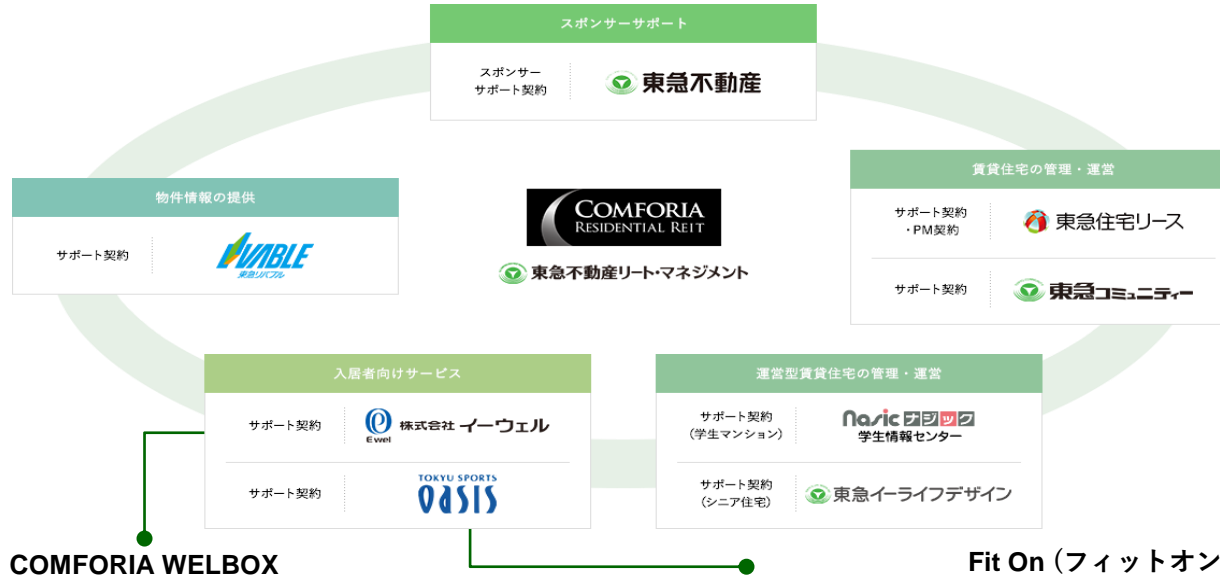 スポンサーサポート
スポンサー
サポート契約
東急不動産
物件情報の提供
サポート契約
VABLE
東急リバブル
COMFORIA
RESIDENTIAL REIT
東急不動産リート・マネジメント
賃貸住宅の管理・運営
サポート契約
・PM契約
東急住宅リース
サポート契約
東急コミュニティー
入居者向けサービス
サポート契約
Ewel
株式会社 イーウェル
サポート契約
TOKYU SPORTS
OASIS
運営型賃貸住宅の管理・運営
サポート契約
(学生マンション)
Nasic ナジック
学生情報センター
サポート契約
(シニア住宅)
東急イーライフデザイン
COMFORIA WELBOX
Fit On（フィットオン